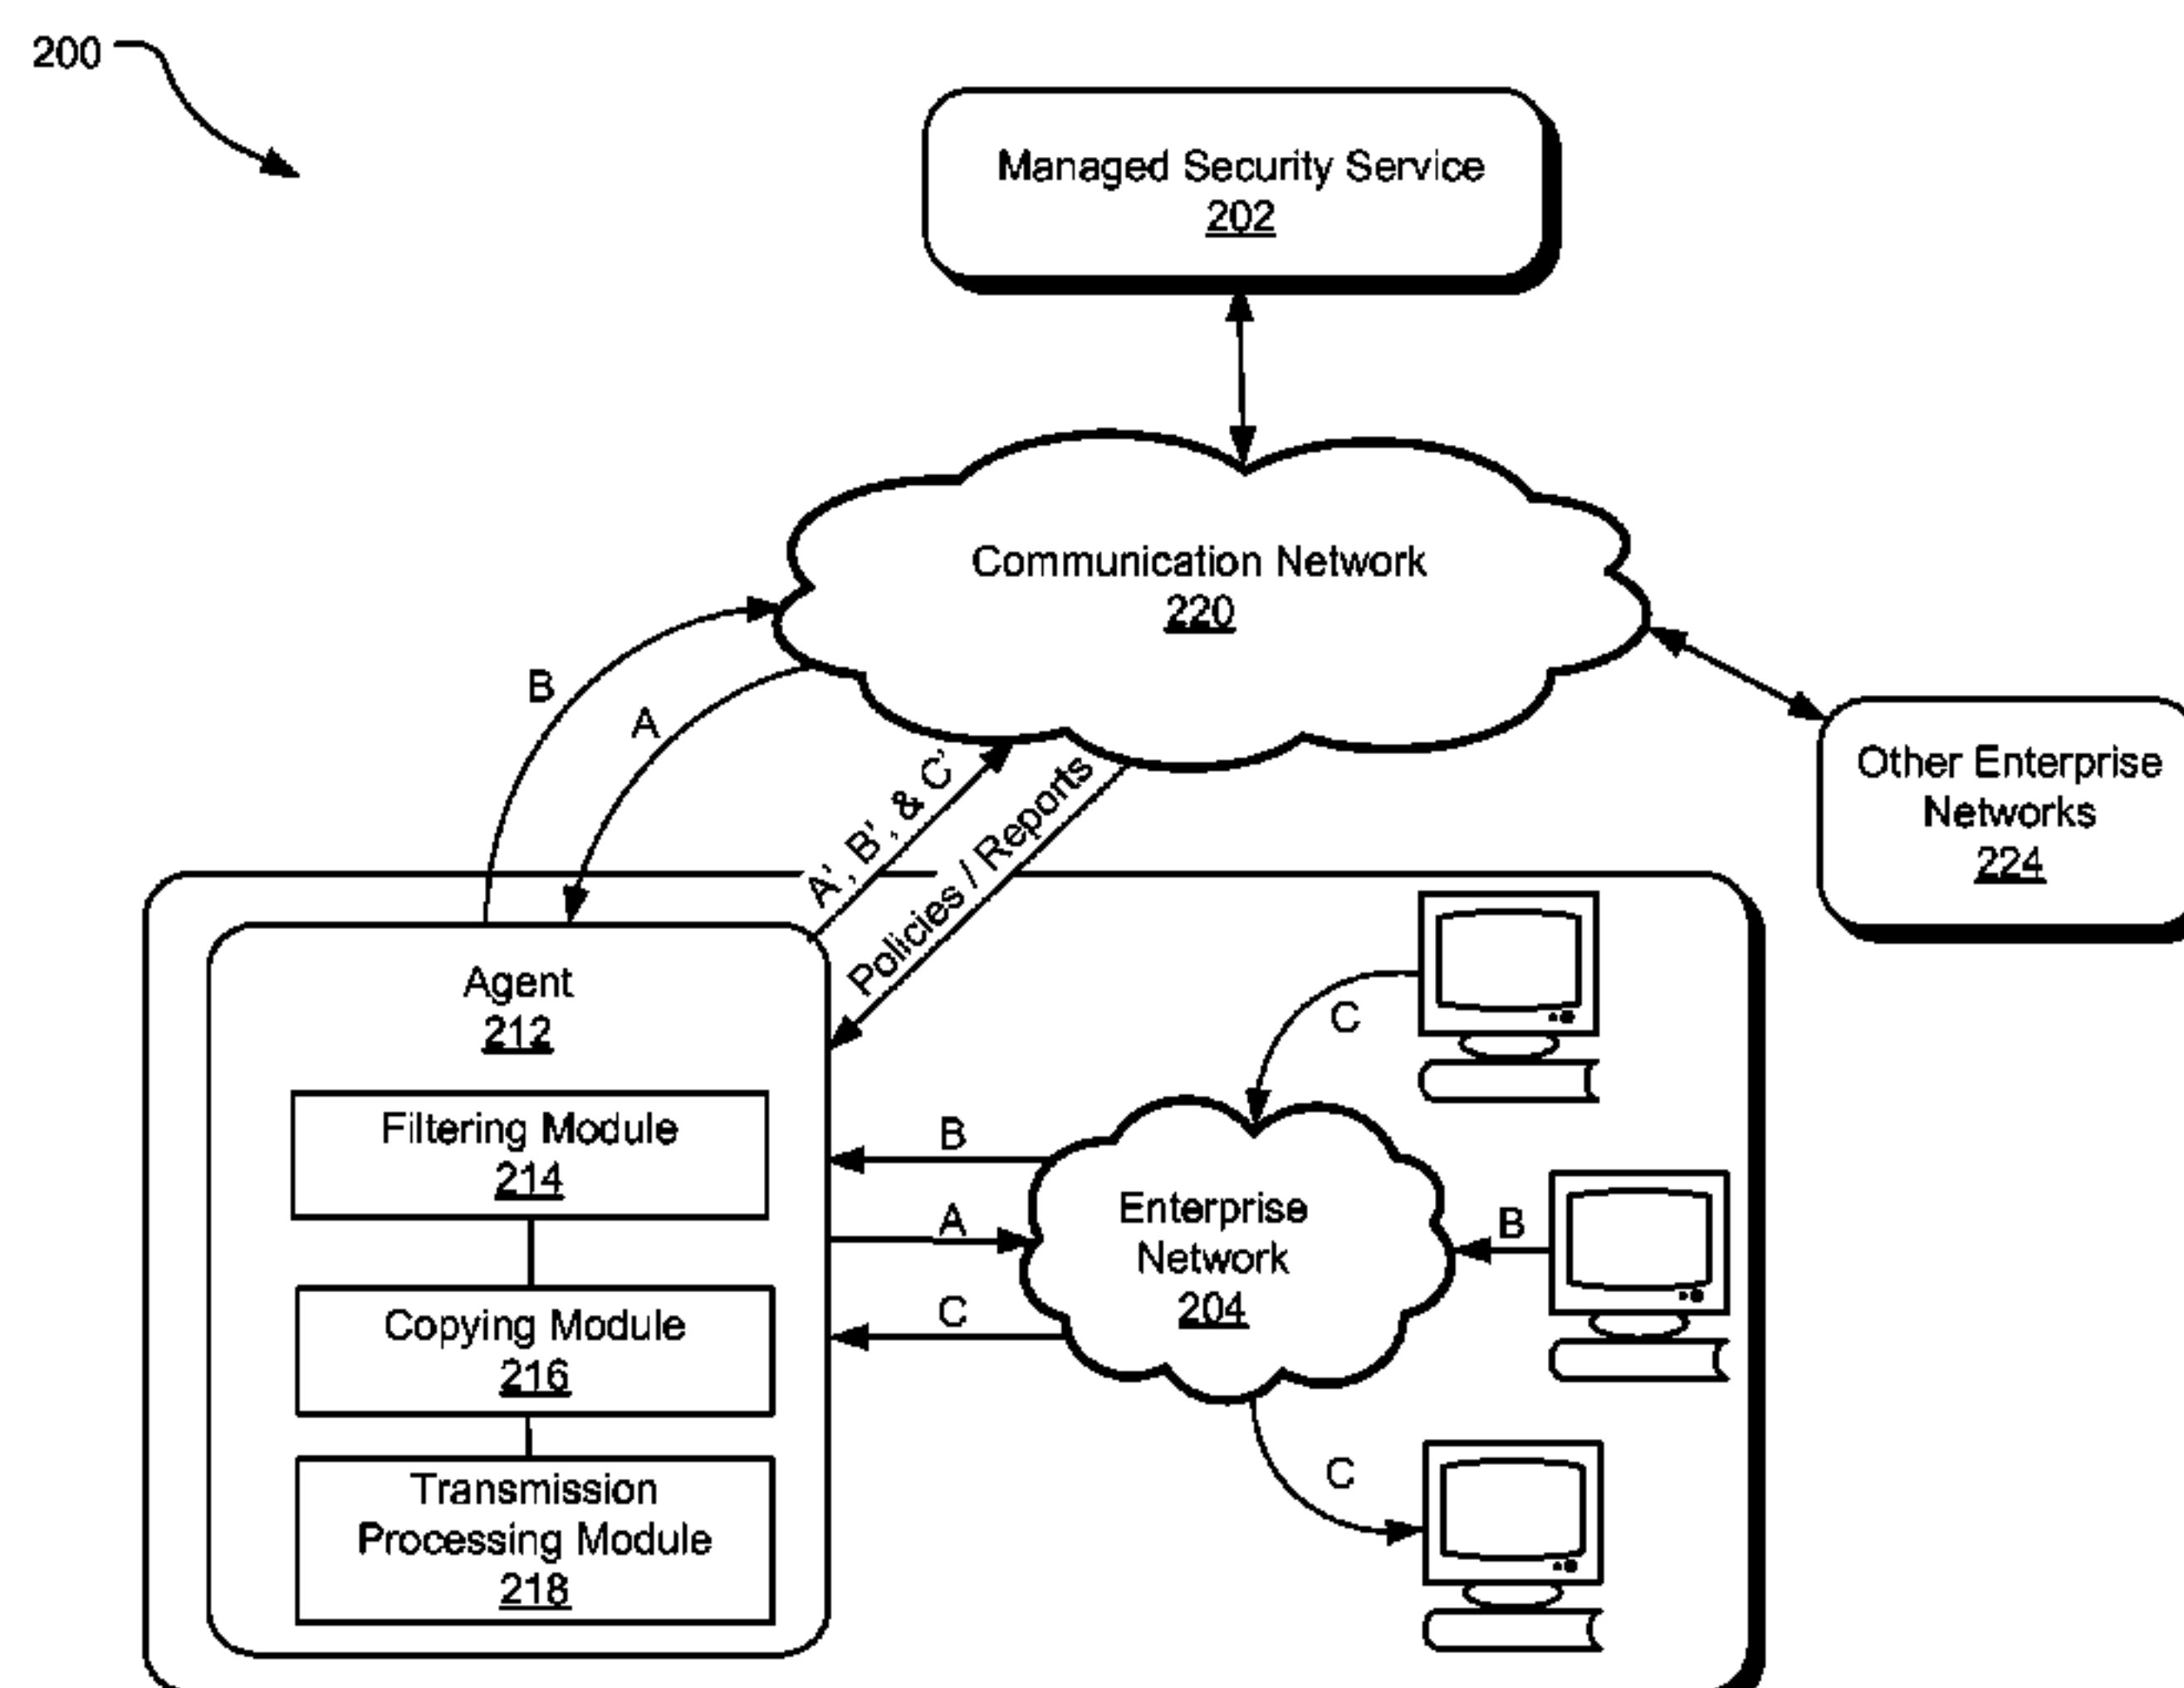 200
Managed Security Service
202
Communication Network
220
B
A
A', B', & C'
Policies / Reports
Other Enterprise
Networks
224
Agent
212
Filtering Module
214
Copying Module
216
Transmission
Processing Module
218
B
A
C
Enterprise
Network
204
C
B
C